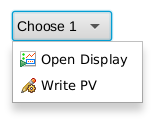 Choose 1
Open Display
Write PV